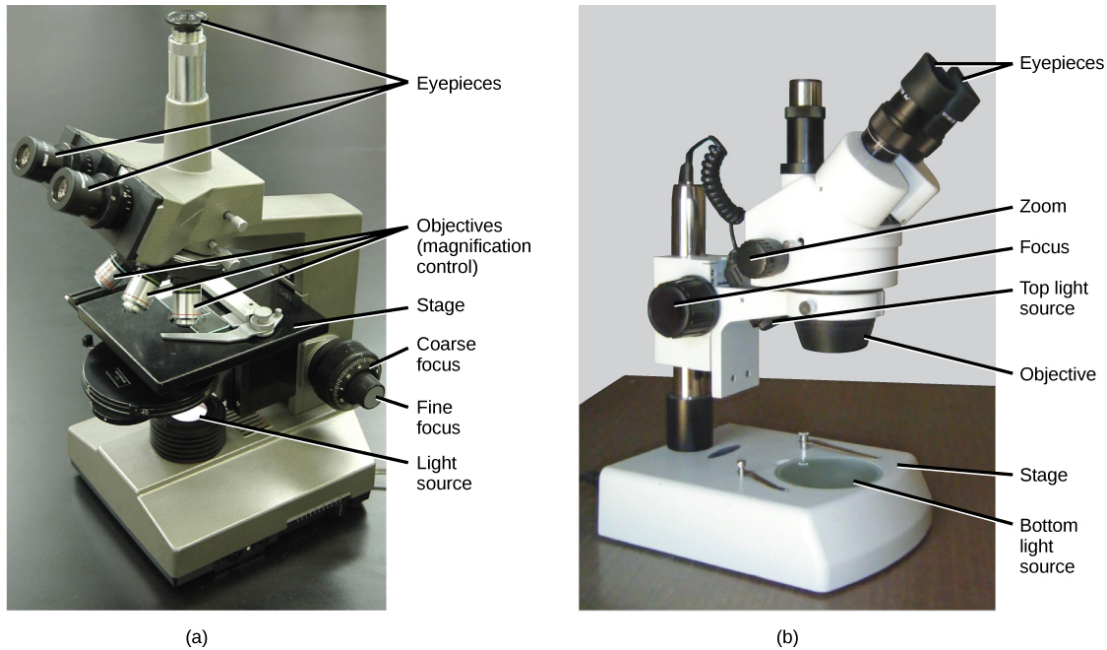 Eyepieces
Objectives
(magnification
control)
Stage
Coarse
focus
Fine
focus
Light
source
(a)
Eyepieces
Zoom
Focus
Top light
source
Objective
Stage
Bottom
light
source
(b)